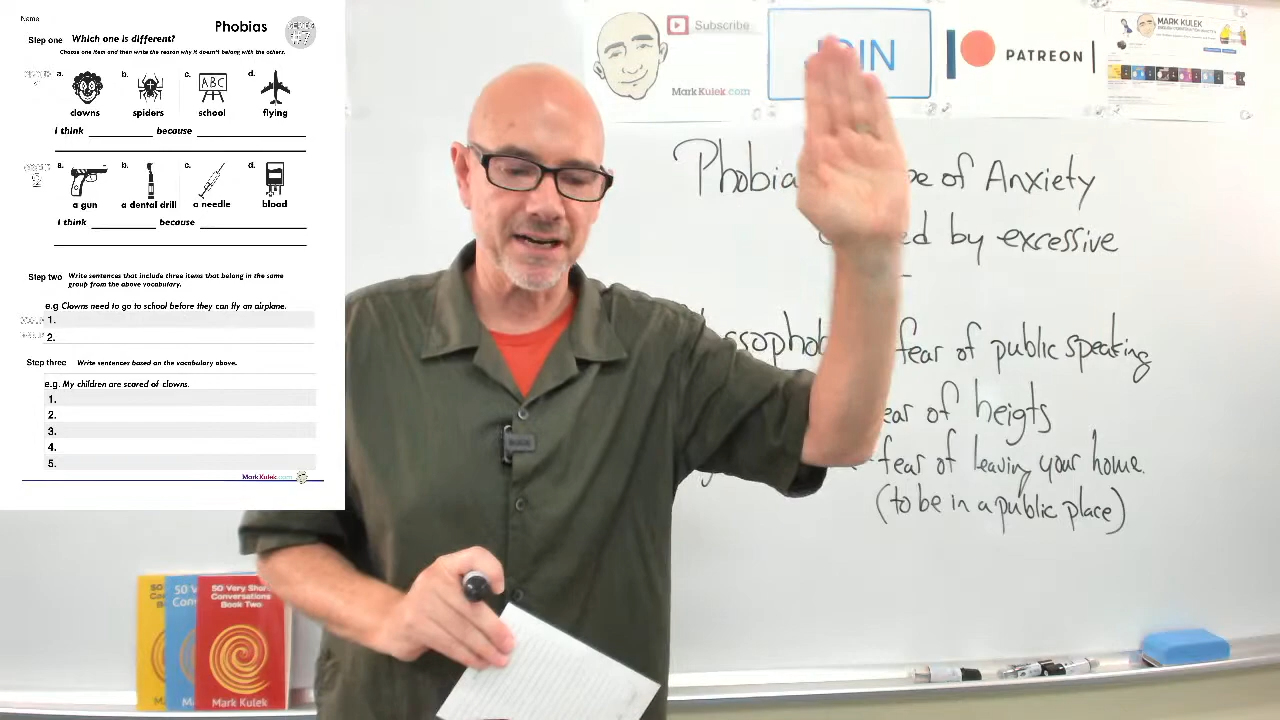 Name
Phobias
Step one Which one is different?
Choose one item and then write the reason why it doesn't belong with the others.
a. b. c. d.
ABC
clowns spiders school flying
I think because
a. b. c. d.
a gun a dental drill a needle blood
I think because
Step two Write sentences that include three items that belong in the same
group from the above vocabulary.
e.g Clowns need to go to school before they can fly an airplane.
1.
2.
Step three Write sentences based on the vocabulary above.
e.g. My children are scared of clowns.
1.
2.
3.
4.
5.
MarkKulek.com
Subscribe
MarkKulek.com
JOIN
PATREON
MARK KULEK
Phobia of Anxiety
by excessive
fear of public speaking
fear of heigts
fear of leaving your home.
(to be in a public place)
50 Very Short
Conversations
Book Two
Mark Kulek